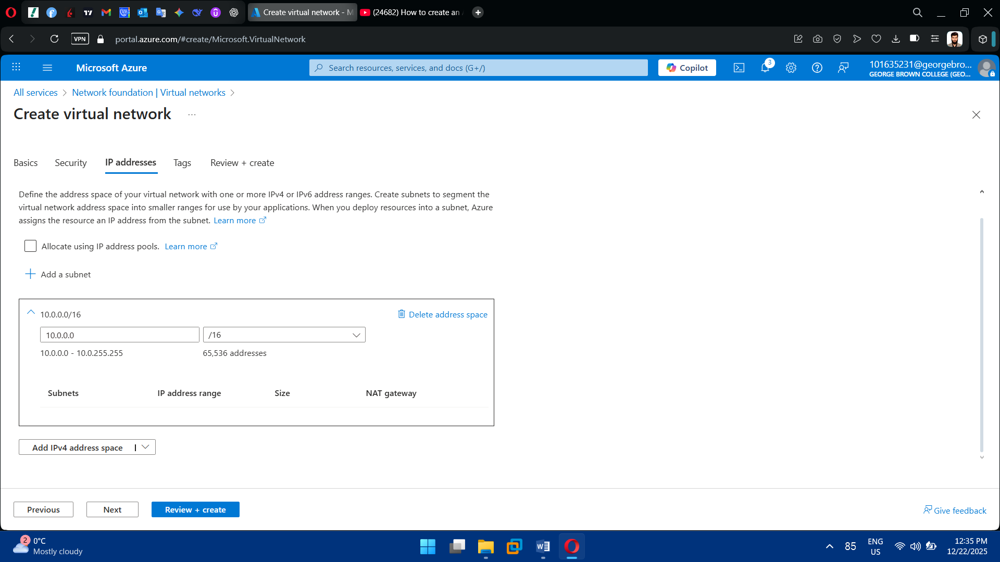 Create virtual network - M
(24682) How to create an
VPN
portal.azure.com/#create/Microsoft.VirtualNetwork
Microsoft Azure
Search resources, services, and docs (G+/)
Copilot
3
101635231@georgebro...
GEORGE BROWN COLLEGE (GEO...
All services > Network foundation | Virtual networks >
Create virtual network ...
Basics
Security
IP addresses
Tags
Review + create
Define the address space of your virtual network with one or more IPv4 or IPv6 address ranges. Create subnets to segment the
virtual network address space into smaller ranges for use by your applications. When you deploy resources into a subnet, Azure
assigns the resource an IP address from the subnet. Learn more
Allocate using IP address pools. Learn more
Add a subnet
10.0.0.0/16
Delete address space
10.0.0.0
/16
10.0.0.0 - 10.0.255.255
65,536 addresses
Subnets
IP address range
Size
NAT gateway
Add IPv4 address space
Previous
Next
Review + create
Give feedback
2
0°C
Mostly cloudy
85
ENG
US
12:35 PM
12/22/2025